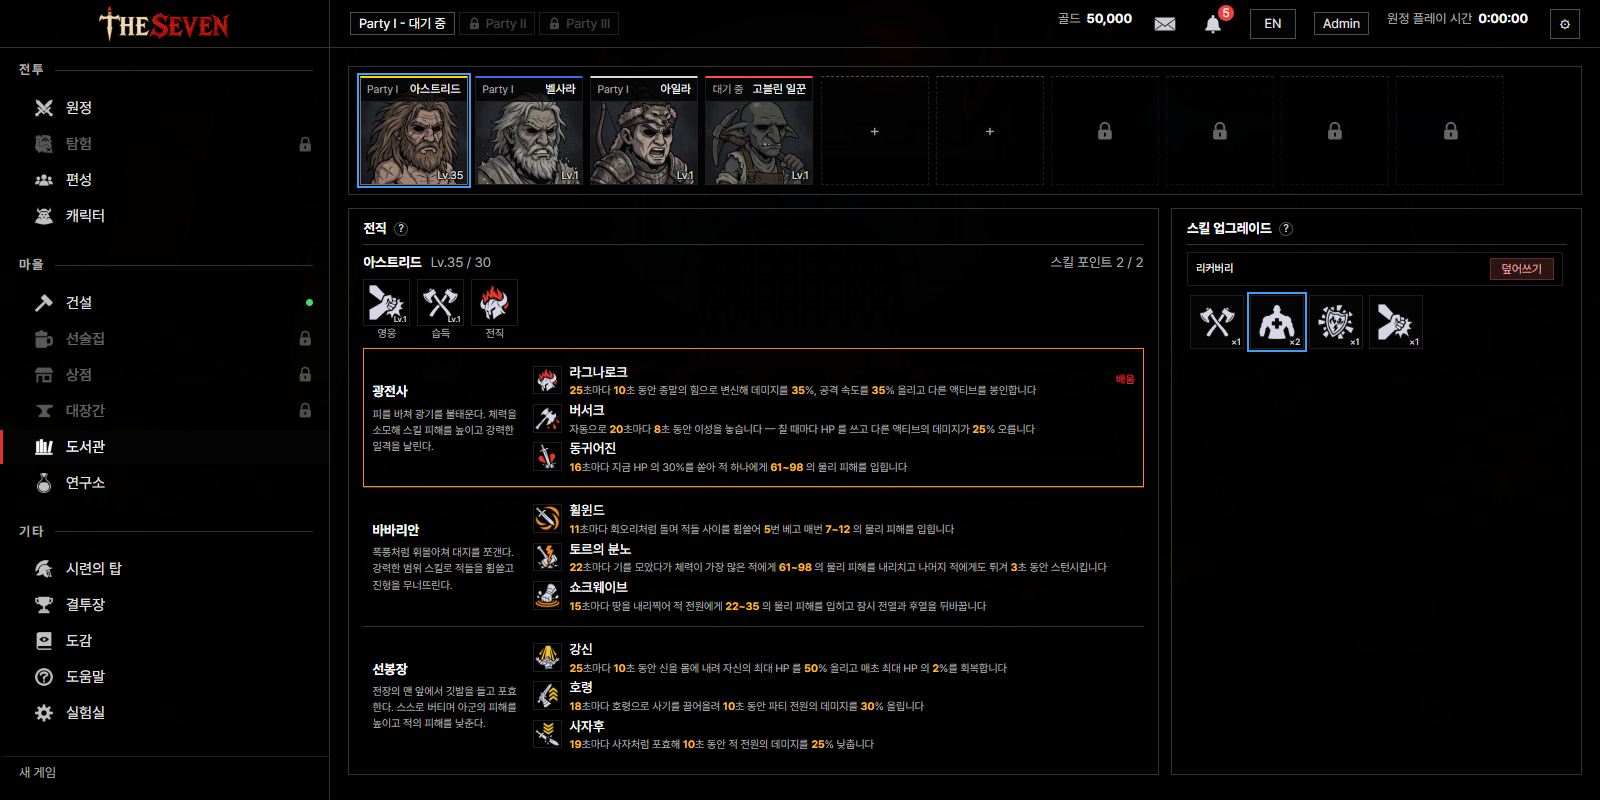 THE SEVEN
Party I - 대기 중
Party II
Party III
골드 50,000
5
EN
Admin
원정 플레이 시간 0:00:00
전투
원정
탐험
편성
캐릭터
마을
건설
선술집
상점
대장간
도서관
연구소
기타
시련의 탑
결투장
도감
도움말
실험실
새 게임
Party I 아스트리드
Lv.35
Party I 벨사라
Lv.1
Party I 아일라
Lv.1
대기 중 고블린 일꾼
Lv.1
+
+
전직 ?
아스트리드 Lv.35 / 30
스킬 포인트 2 / 2
Lv.1
영웅
Lv.1
습득
전직
광전사
피를 바쳐 광기를 불태운다. 체력을
소모해 스킬 피해를 높이고 강력한
일격을 날린다.
라그나로크
25초마다 10초 동안 종말의 힘으로 변신해 데미지를 35%, 공격 속도를 35% 올리고 다른 액티브를 봉인합니다
배움
버서크
자동으로 20초마다 8초 동안 이성을 놓습니다 — 칠 때마다 HP 를 쓰고 다른 액티브의 데미지가 25% 오릅니다
동귀어진
16초마다 지금 HP 의 30%를 쏟아 적 하나에게 61~98 의 물리 피해를 입힙니다
바바리안
폭풍처럼 휘몰아쳐 대지를 쪼갠다.
강력한 범위 스킬로 적들을 휩쓸고
진형을 무너뜨린다.
휠윈드
11초마다 회오리처럼 돌며 적들 사이를 휩쓸어 5번 베고 매번 7~12 의 물리 피해를 입힙니다
토르의 분노
22초마다 기를 모았다가 체력이 가장 많은 적에게 61~98 의 물리 피해를 내리치고 나머지 적에게도 튀겨 3초 동안 스턴시킵니다
쇼크웨이브
15초마다 땅을 내리찍어 적 전원에게 22~35 의 물리 피해를 입히고 잠시 전열과 후열을 뒤바꿉니다
선봉장
전장의 맨 앞에서 깃발을 들고 포효
한다. 스스로 버티며 아군의 피해를
높이고 적의 피해를 낮춘다.
강신
25초마다 10초 동안 신을 몸에 내려 자신의 최대 HP 를 50% 올리고 매초 최대 HP 의 2%를 회복합니다
호령
18초마다 호령으로 사기를 끌어올려 10초 동안 파티 전원의 데미지를 30% 올립니다
사자후
19초마다 사자처럼 포효해 10초 동안 적 전원의 데미지를 25% 낮춥니다
스킬 업그레이드 ?
리커버리
덮어쓰기
×1
×2
×1
×1